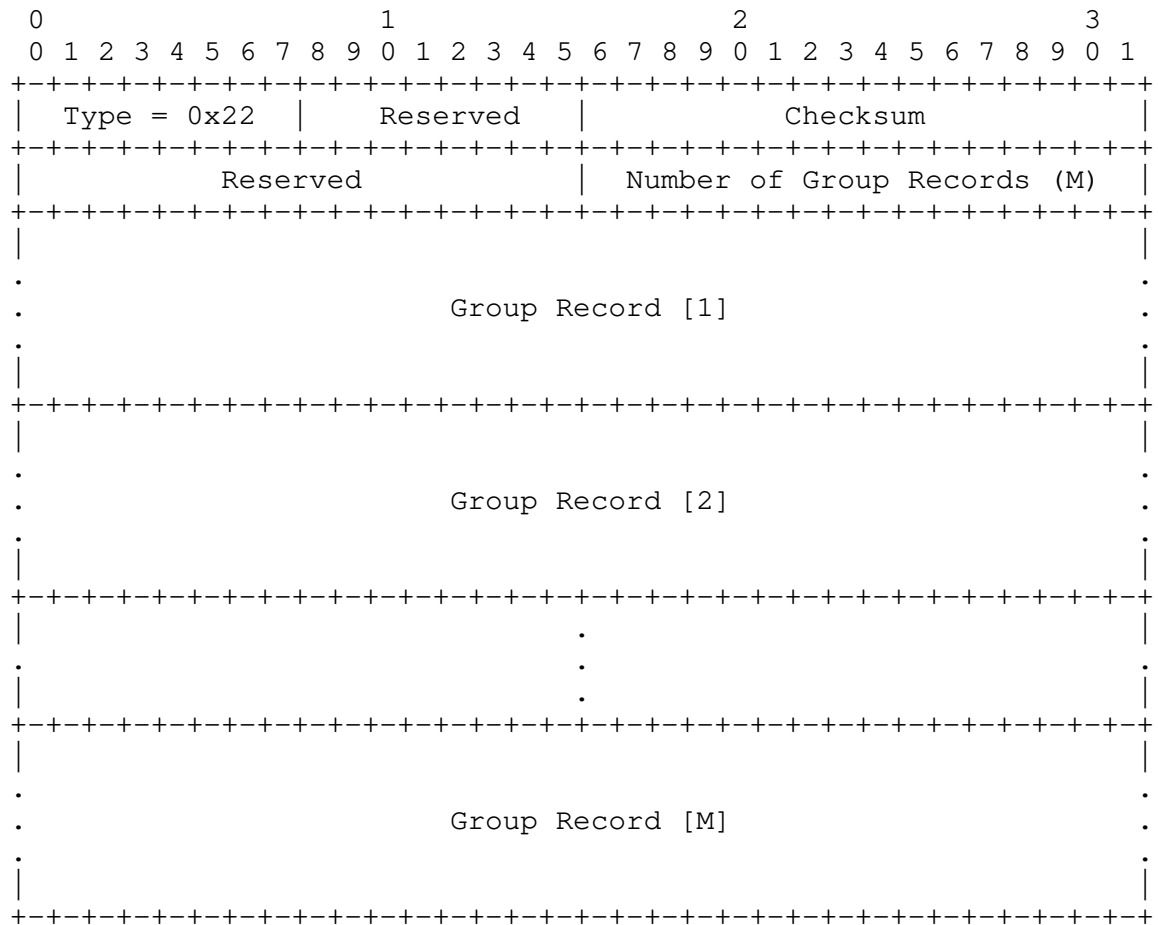 0                   1                   2                   3
 0 1 2 3 4 5 6 7 8 9 0 1 2 3 4 5 6 7 8 9 0 1 2 3 4 5 6 7 8 9 0 1
+-+-+-+-+-+-+-+-+-+-+-+-+-+-+-+-+-+-+-+-+-+-+-+-+-+-+-+-+-+-+-+-+
|  Type = 0x22  |    Reserved   |           Checksum            |
+-+-+-+-+-+-+-+-+-+-+-+-+-+-+-+-+-+-+-+-+-+-+-+-+-+-+-+-+-+-+-+-+
|           Reserved            |  Number of Group Records (M)  |
+-+-+-+-+-+-+-+-+-+-+-+-+-+-+-+-+-+-+-+-+-+-+-+-+-+-+-+-+-+-+-+-+
|                                                               |
.                                                               .
.                        Group Record [1]                       .
.                                                               .
|                                                               |
+-+-+-+-+-+-+-+-+-+-+-+-+-+-+-+-+-+-+-+-+-+-+-+-+-+-+-+-+-+-+-+-+
|                                                               |
.                                                               .
.                        Group Record [2]                       .
.                                                               .
|                                                               |
+-+-+-+-+-+-+-+-+-+-+-+-+-+-+-+-+-+-+-+-+-+-+-+-+-+-+-+-+-+-+-+-+
|                               .                               |
.                               .                               .
|                               .                               |
+-+-+-+-+-+-+-+-+-+-+-+-+-+-+-+-+-+-+-+-+-+-+-+-+-+-+-+-+-+-+-+-+
|                                                               |
.                                                               .
.                        Group Record [M]                       .
.                                                               .
|                                                               |
+-+-+-+-+-+-+-+-+-+-+-+-+-+-+-+-+-+-+-+-+-+-+-+-+-+-+-+-+-+-+-+-+